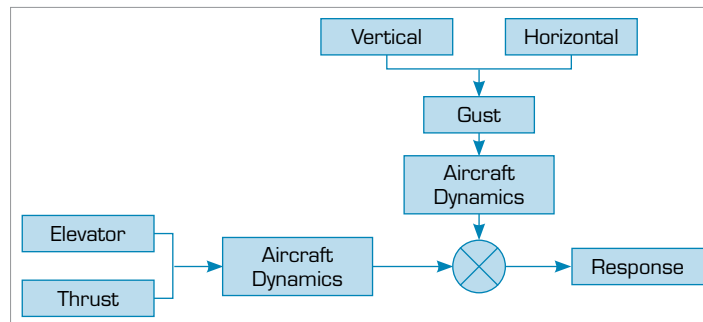 Vertical
Horizontal
Gust
Aircraft
Dynamics
Elevator
Thrust
Aircraft
Dynamics
Response